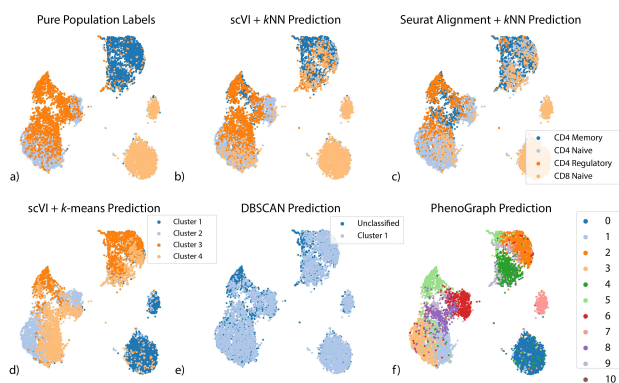 Pure Population Labels
scVI + kNN Prediction
Seurat Alignment + kNN Prediction
a)
b)
c)
CD4 Memory
CD4 Naive
CD4 Regulatory
CD8 Naive
scVI + k-means Prediction
DBSCAN Prediction
PhenoGraph Prediction
Cluster 1
Cluster 2
Cluster 3
Cluster 4
Unclassified
Cluster 1
0
1
2
3
4
5
6
7
8
9
10
d)
e)
f)